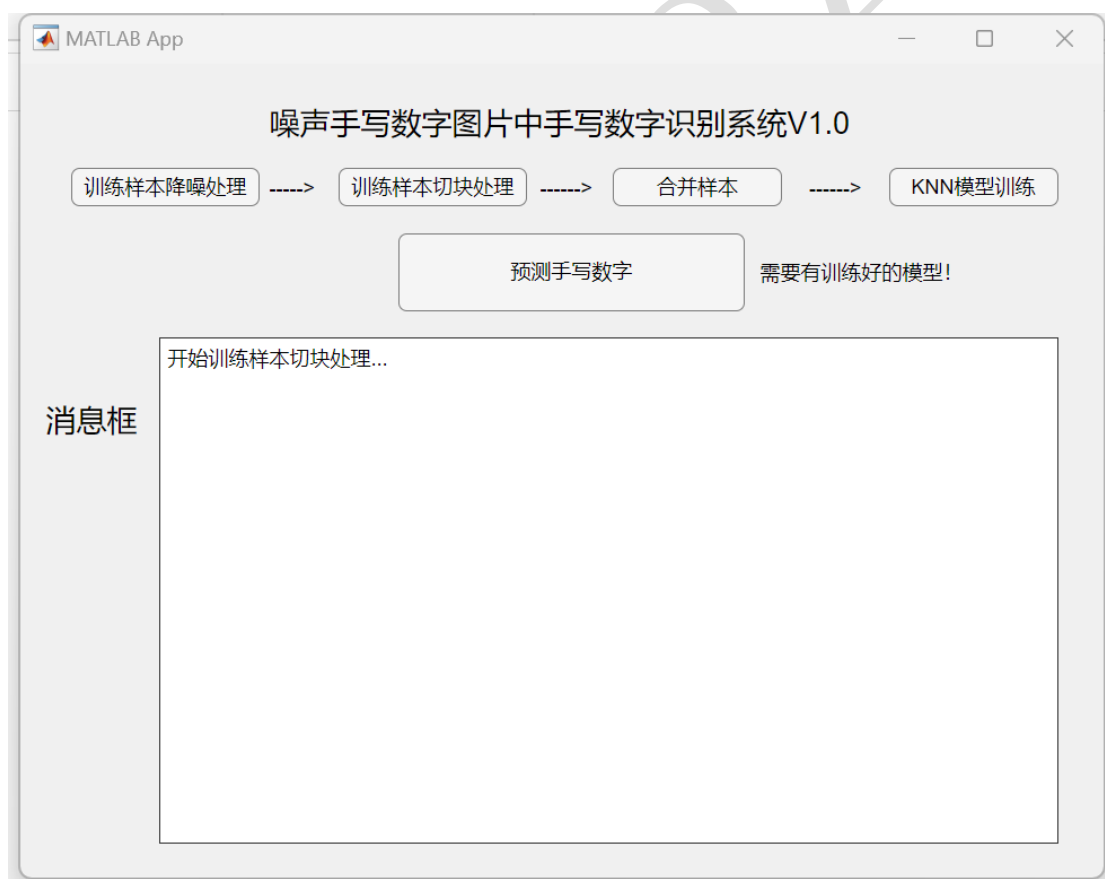 MATLAB App
噪声手写数字图片中手写数字识别系统V1.0
训练样本降噪处理 -----> 训练样本切块处理 ------> 合并样本 ------> KNN模型训练
预测手写数字 需要有训练好的模型！
开始训练样本切块处理...
消息框